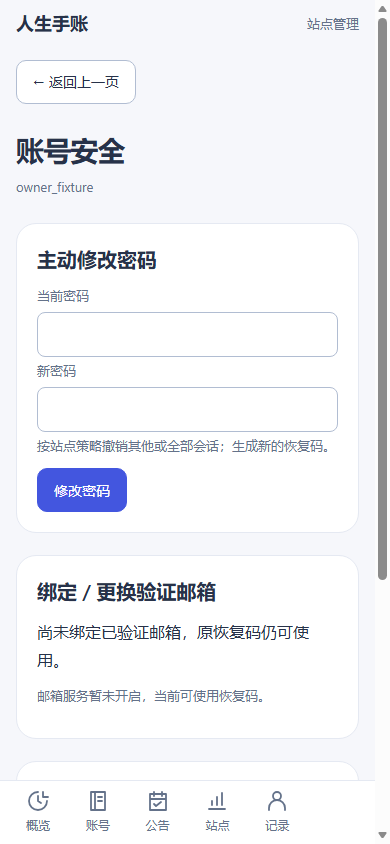 人生手账
站点管理
← 返回上一页
账号安全
owner_fixture
主动修改密码
当前密码
新密码
按站点策略撤销其他或全部会话；生成新的恢复码。
修改密码
绑定 / 更换验证邮箱
尚未绑定已验证邮箱，原恢复码仍可使
用。
邮箱服务暂未开启，当前可使用恢复码。
概览
账号
公告
站点
记录